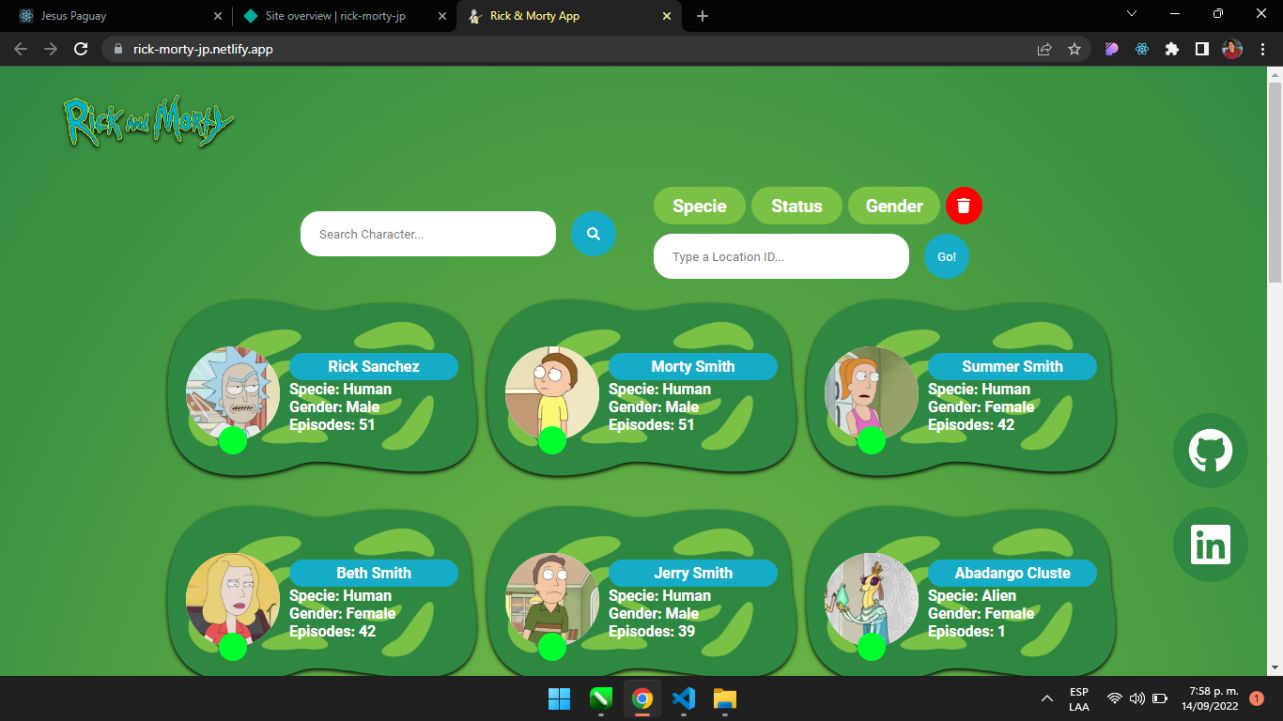 Jesus Paguay
Site overview | rick-morty-jp
Rick & Morty App
rick-morty-jp.netlify.app
Rick and Morty
Specie Status Gender
Search Character...
Type a Location ID... Go!
Rick Sanchez
Specie: Human
Gender: Male
Episodes: 51
Morty Smith
Specie: Human
Gender: Male
Episodes: 51
Summer Smith
Specie: Human
Gender: Female
Episodes: 42
Beth Smith
Specie: Human
Gender: Female
Episodes: 42
Jerry Smith
Specie: Human
Gender: Male
Episodes: 39
Abadango Cluste
Specie: Alien
Gender: Female
Episodes: 1
in
ESP
LAA
7:58 p. m.
14/09/2022
1